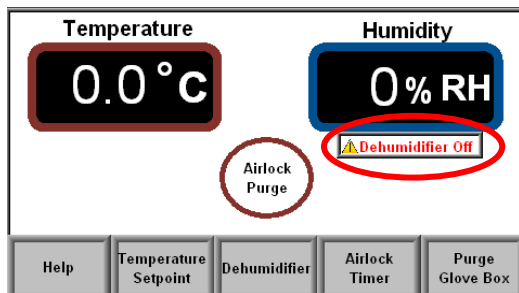 Temperature
Humidity
0.0°C
0% RH
Dehumidifier Off
Airlock
Purge
Help
Temperature
Setpoint
Dehumidifier
Airlock
Timer
Purge
Glove Box